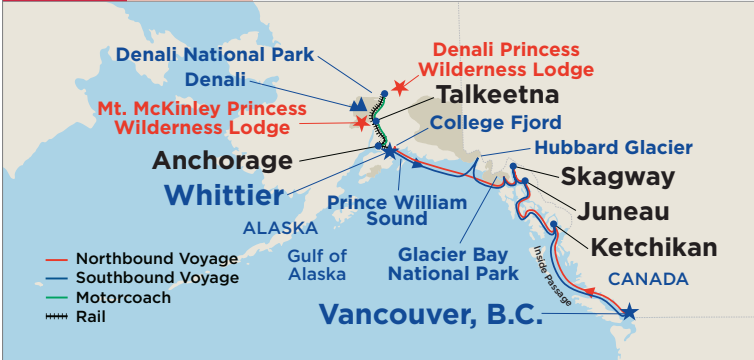 Denali National Park
Denali
Denali Princess
Wilderness Lodge
Mt. McKinley Princess
Wilderness Lodge
Talkeetna
College Fjord
Anchorage
Hubbard Glacier
Whittier
Skagway
Prince William
Sound
Juneau
ALASKA
Ketchikan
Gulf of
Alaska
Glacier Bay
National Park
Inside Passage
CANADA
Northbound Voyage
Southbound Voyage
Motorcoach
Rail
Vancouver, B.C.